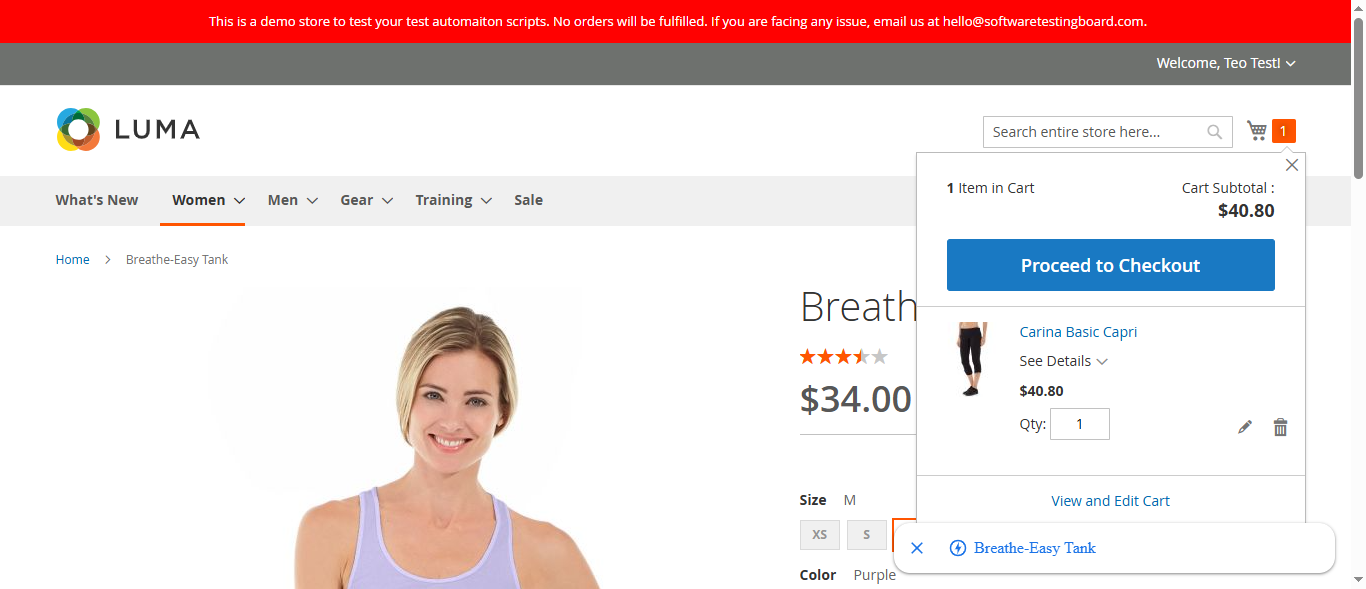 This is a demo store to test your test automaiton scripts. No orders will be fulfilled. If you are facing any issue, email us at hello@softwaretestingboard.com.
Welcome, Teo Test!
LUMA
Search entire store here...
1
What's New
Women
Men
Gear
Training
Sale
1 Item in Cart
Cart Subtotal :
$40.80
Proceed to Checkout
Home
Breathe-Easy Tank
Breath
$34.00
Carina Basic Capri
See Details
$40.80
Qty: 1
View and Edit Cart
Size M
XS
S
Color Purple
Breathe-Easy Tank